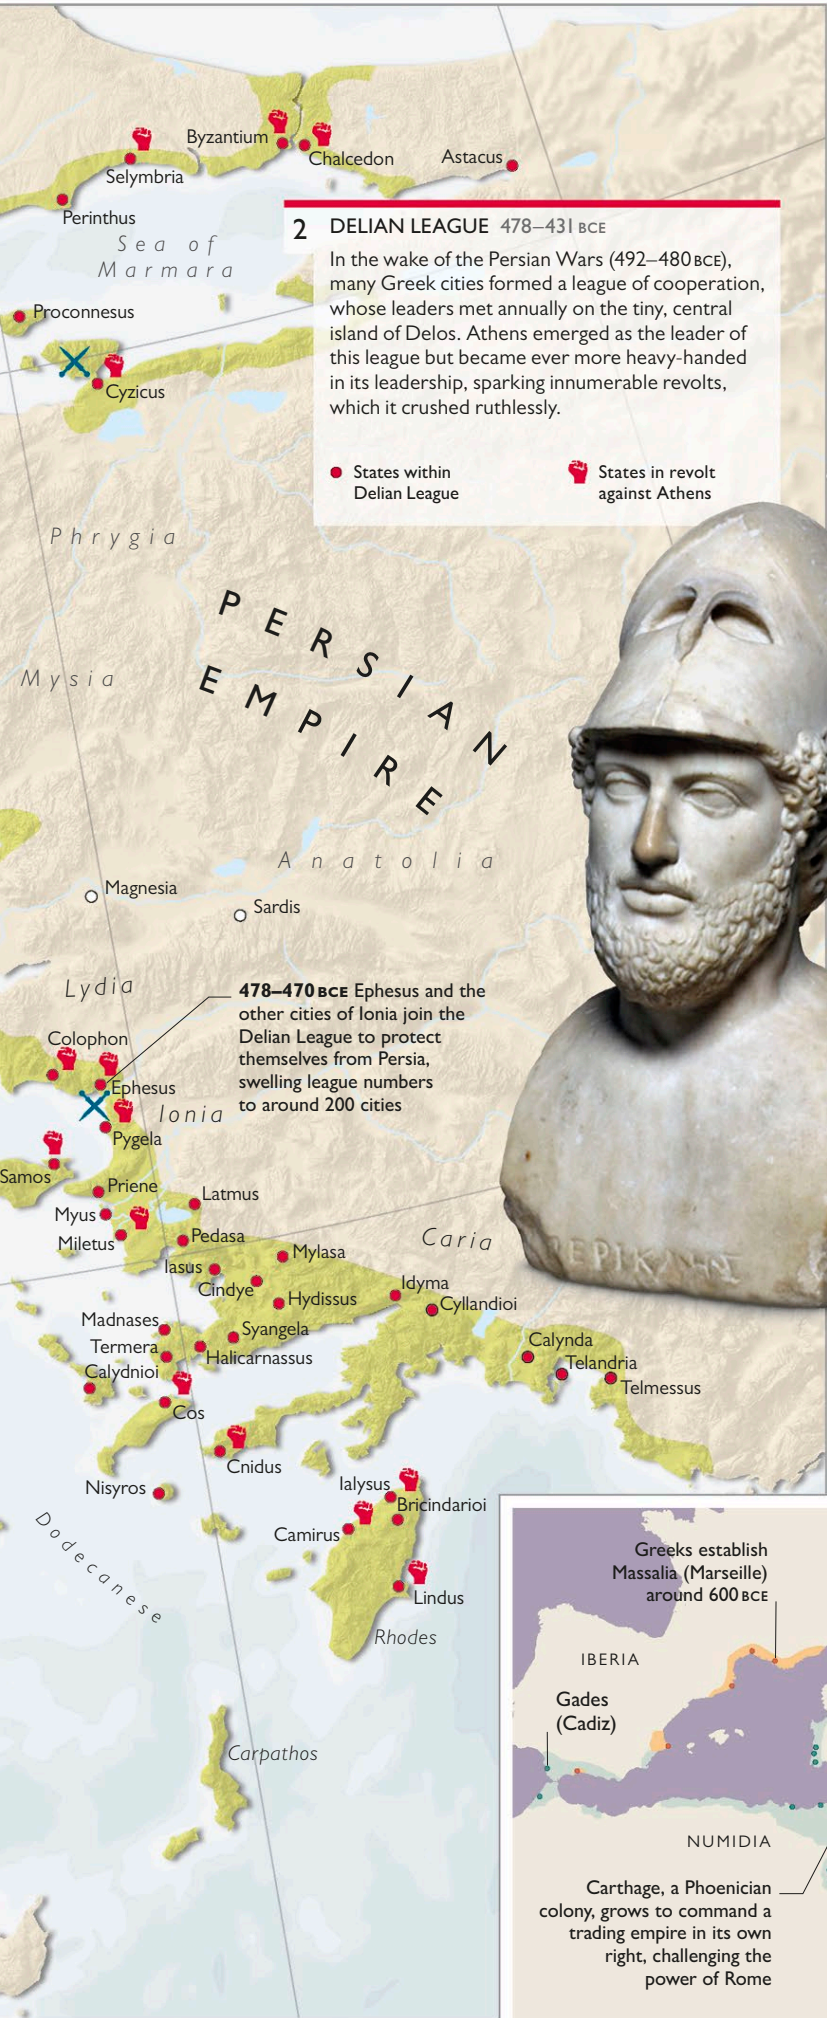 Byzantium
Chalcedon
Astacus
Selymbria
Perinthus
Sea of
Marmara
2 DELIAN LEAGUE 478–431 BCE
In the wake of the Persian Wars (492–480 BCE),
many Greek cities formed a league of cooperation,
whose leaders met annually on the tiny, central
island of Delos. Athens emerged as the leader of
this league but became ever more heavy-handed
in its leadership, sparking innumerable revolts,
which it crushed ruthlessly.
States within
Delian League
States in revolt
against Athens
Proconnesus
Cyzicus
Phrygia
Mysia
PERSIAN
EMPIRE
Anatolia
Magnesia
Sardis
Lydia
478–470 BCE Ephesus and the
other cities of Ionia join the
Delian League to protect
themselves from Persia,
swelling league numbers
to around 200 cities
Colophon
Ephesus
Ionia
Pygela
Samos
Priene
Latmus
Myus
Miletus
Pedasa
Mylasa
Caria
Iasus
Cindye
Hydissus
Idyma
Cyllandioi
Madnases
Syangela
Termera
Halicarnassus
Calydnioi
Calynda
Telandria
Telmessus
Cos
Cnidus
Nisyros
Ialysus
Bricindarioi
Camirus
Lindus
Dodecanese
Rhodes
Carpathos
Greeks establish
Massalia (Marseille)
around 600 BCE
IBERIA
Gades
(Cadiz)
NUMIDIA
Carthage, a Phoenician
colony, grows to command a
trading empire in its own
right, challenging the
power of Rome